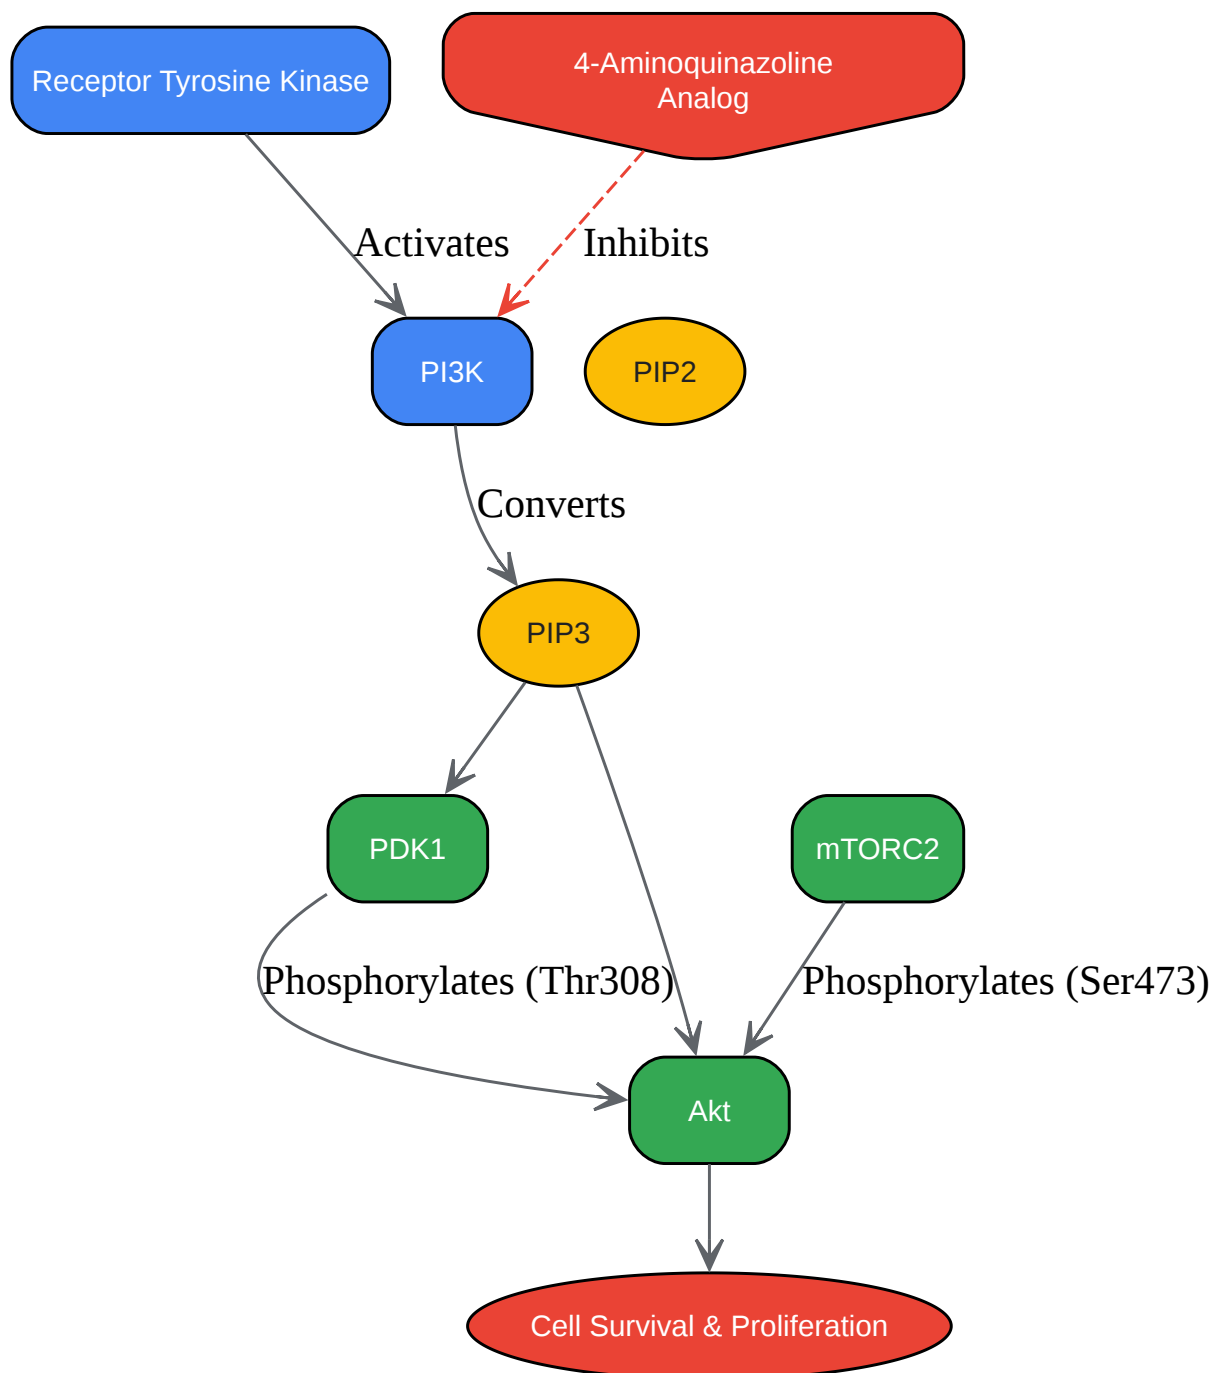 Receptor Tyrosine Kinase
4-Aminoquinazoline
Analog
Activates
Inhibits
PI3K
PIP2
Converts
PIP3
PDK1
mTORC2
Phosphorylates (Thr308)
Phosphorylates (Ser473)
Akt
Cell Survival & Proliferation